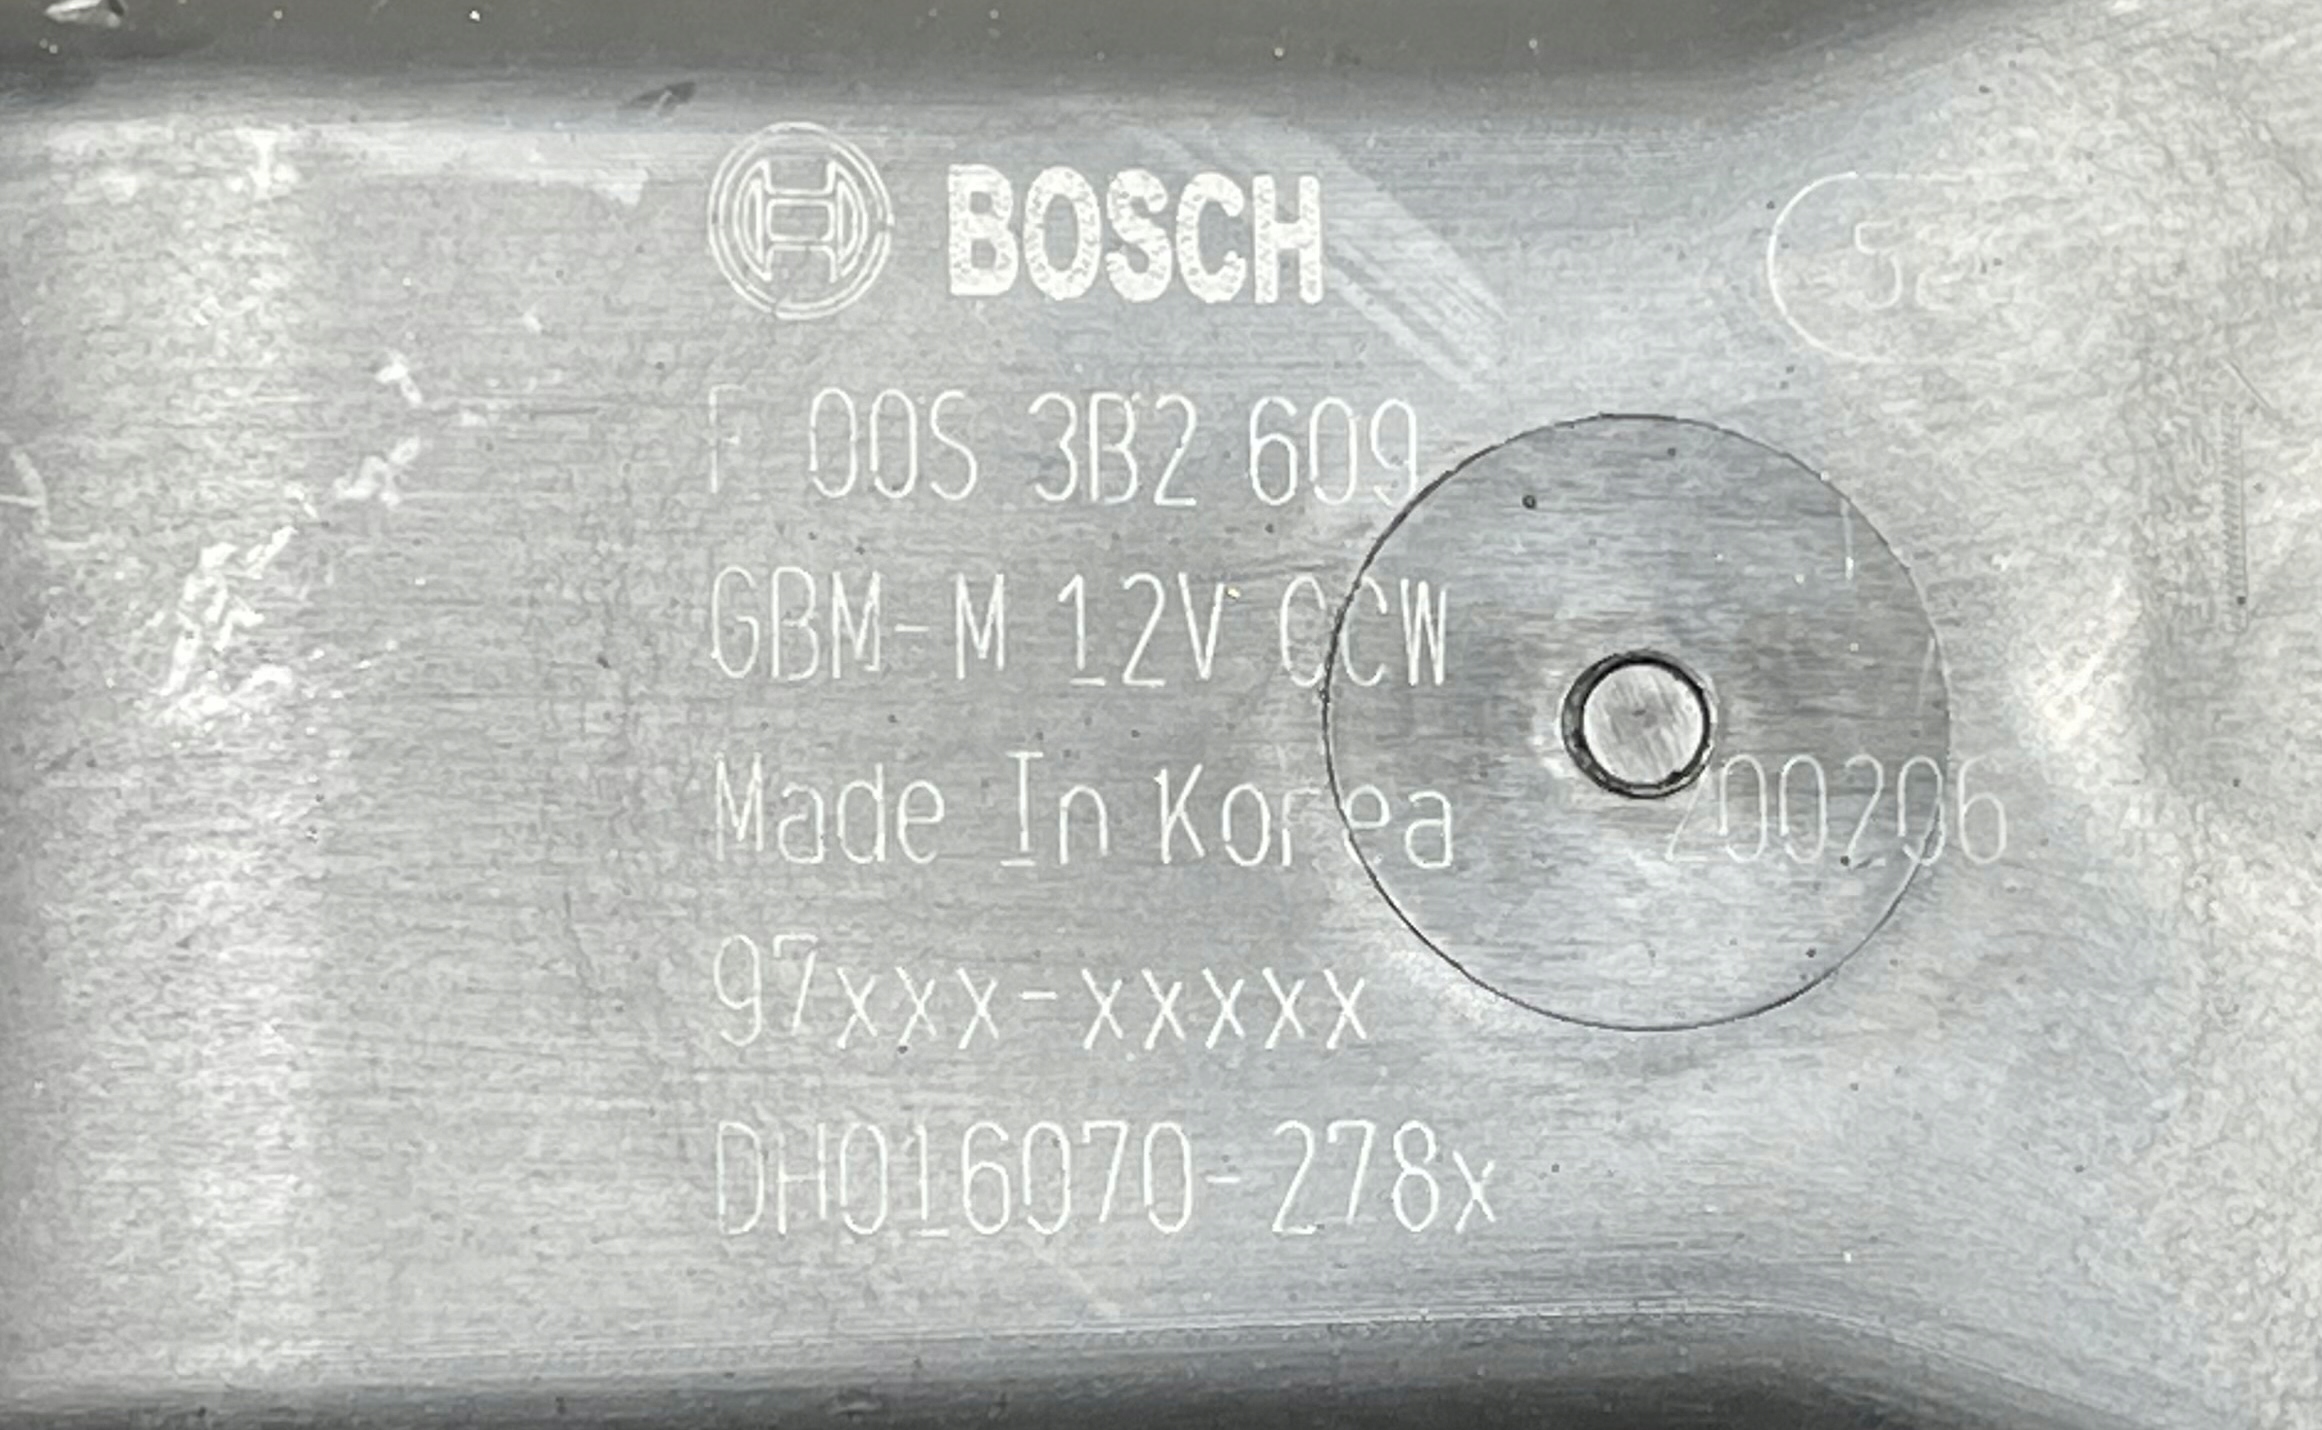 BOSCH
F 00S 3B2 609
GBM-M 12V CCW
Made In Korea 200206
97xxx-xxxxx
DH016070-278x